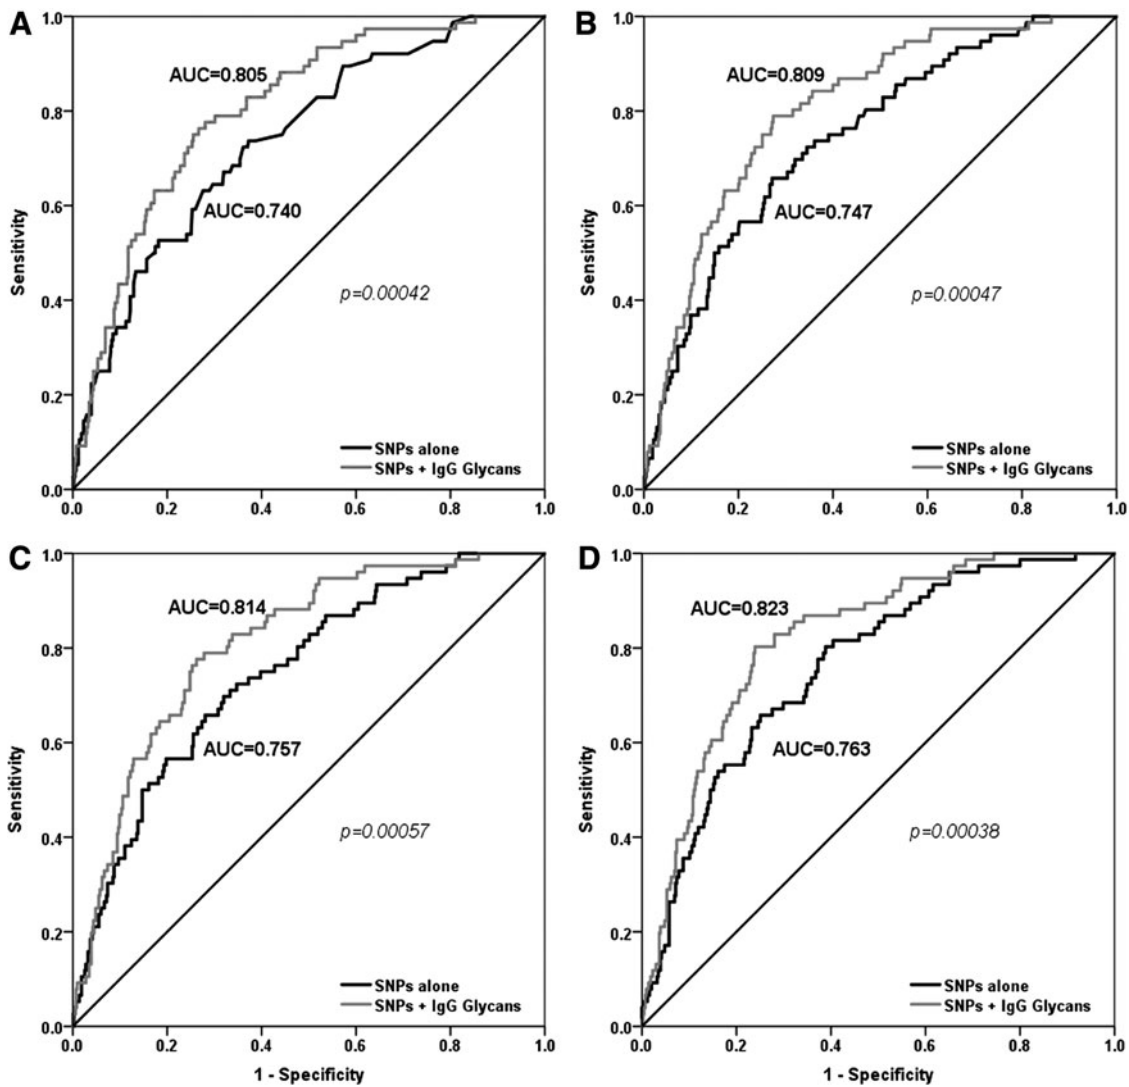 A
1.0
0.8
0.6
0.4
0.2
0.0
Sensitivity
AUC=0.805
AUC=0.740
p=0.00042
SNPs alone
SNPs + IgG Glycans
0.0 0.2 0.4 0.6 0.8 1.0
B
1.0
0.8
0.6
0.4
0.2
0.0
Sensitivity
AUC=0.809
AUC=0.747
p=0.00047
SNPs alone
SNPs + IgG Glycans
0.0 0.2 0.4 0.6 0.8 1.0
C
1.0
0.8
0.6
0.4
0.2
0.0
Sensitivity
AUC=0.814
AUC=0.757
p=0.00057
SNPs alone
SNPs + IgG Glycans
0.0 0.2 0.4 0.6 0.8 1.0
1 - Specificity
D
1.0
0.8
0.6
0.4
0.2
0.0
Sensitivity
AUC=0.823
AUC=0.763
p=0.00038
SNPs alone
SNPs + IgG Glycans
0.0 0.2 0.4 0.6 0.8 1.0
1 - Specificity